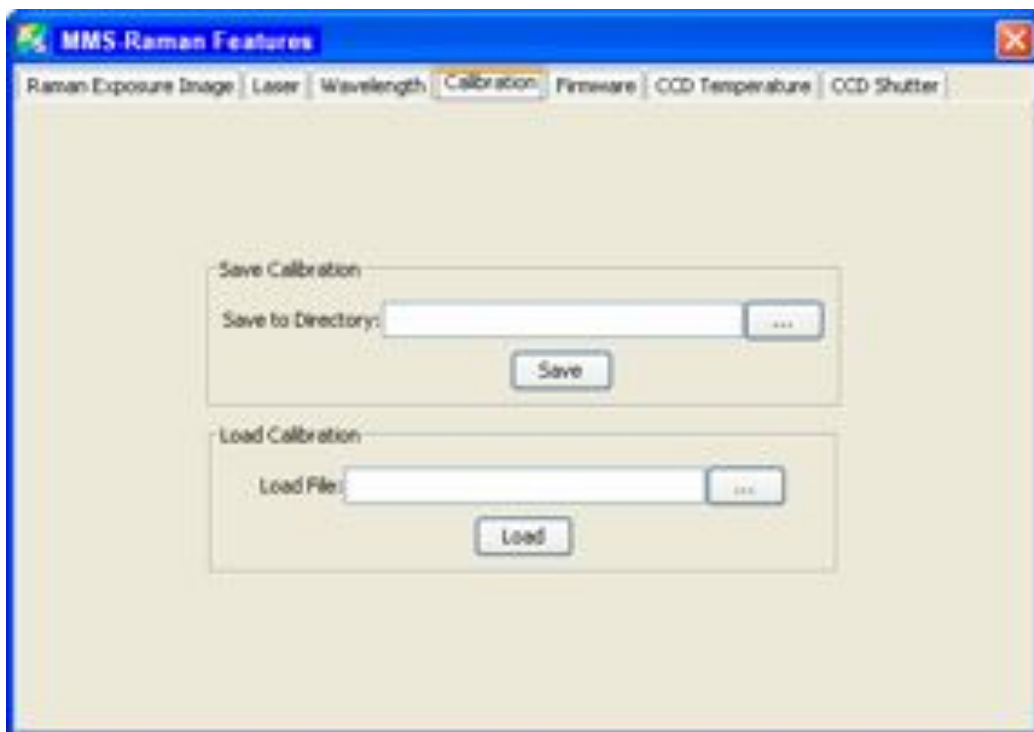 MMS-Raman Features
Raman Exposure Image Laser Wavelength Calibration Firmware CCD Temperature CCD Shutter
Save Calibration
Save to Directory: ...
Save
Load Calibration
Load File: ...
Load